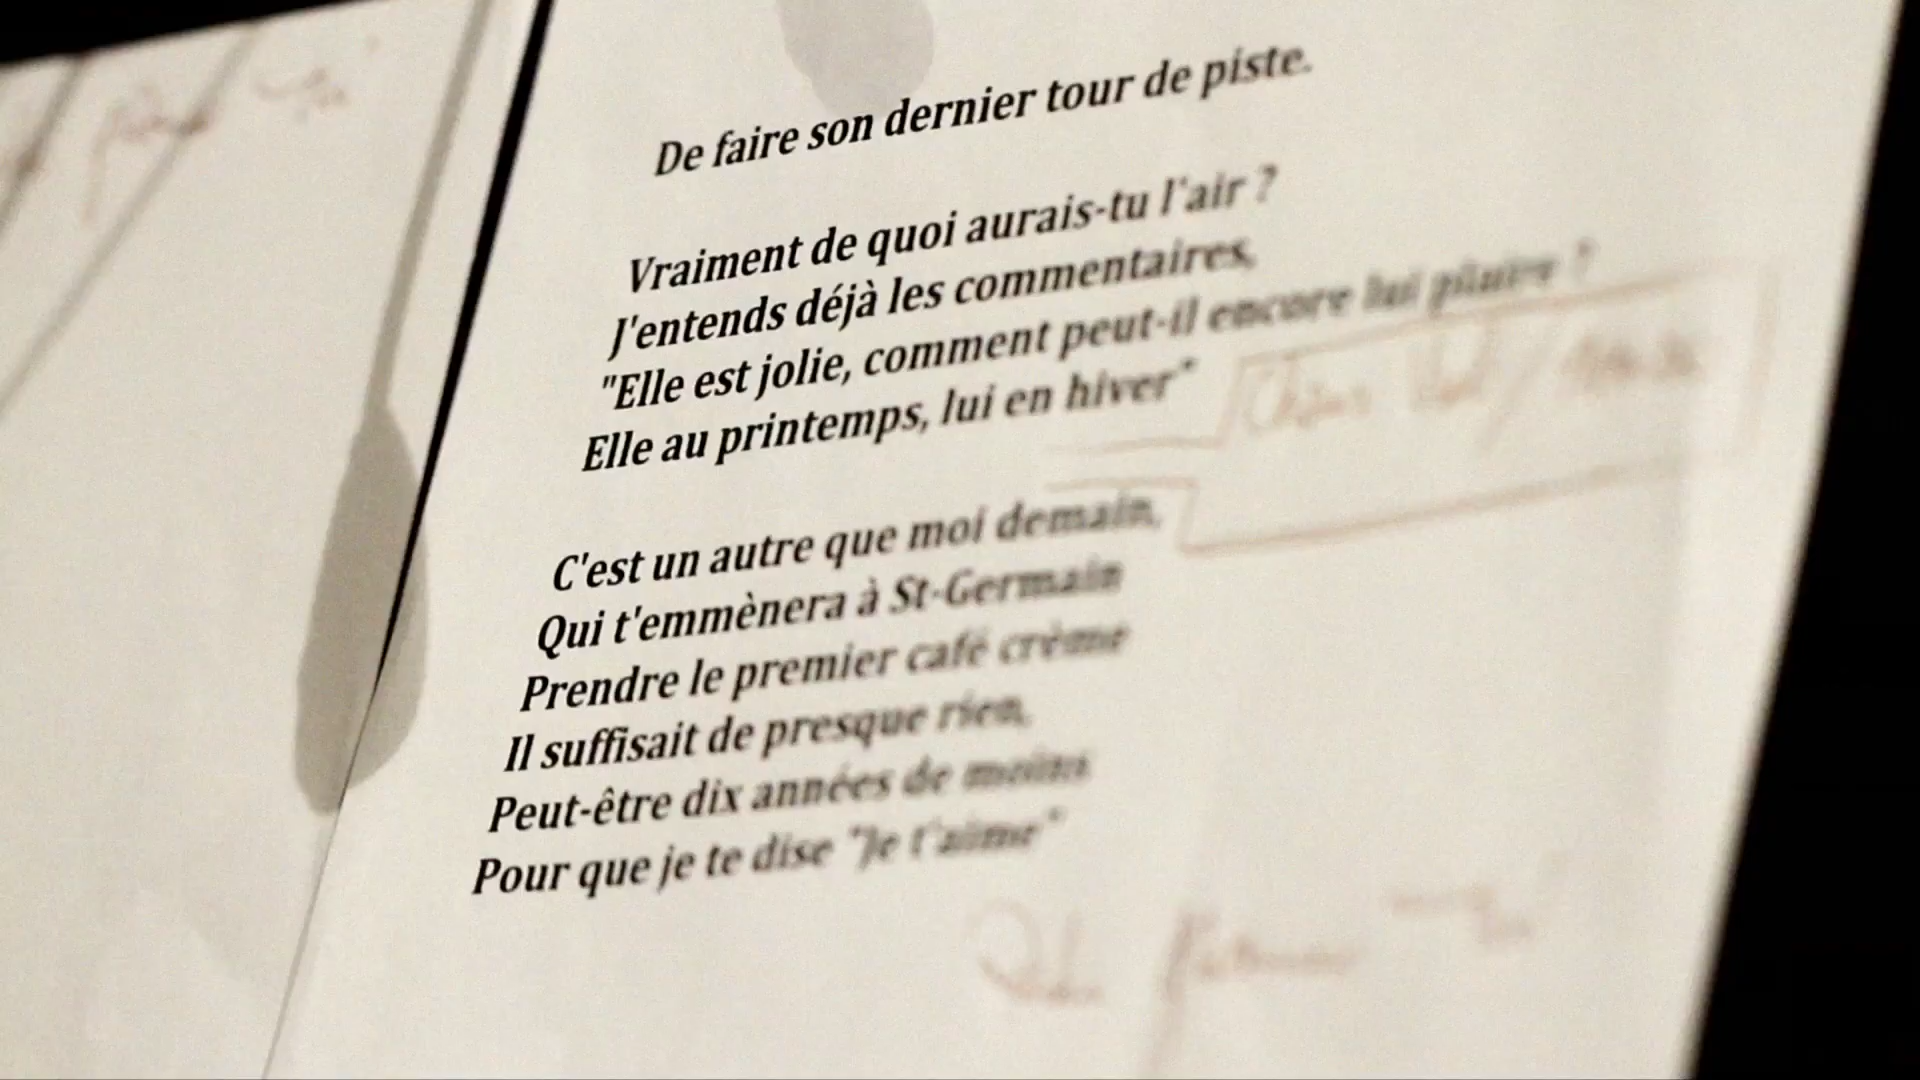 De faire son dernier tour de piste.
Vraiment de quoi aurais-tu l'air ?
J'entends déjà les commentaires,
"Elle est jolie, comment peut-il encore lui plaire ?
Elle au printemps, lui en hiver"
C'est un autre que moi demain,
Qui t'emmènera à St-Germain
Prendre le premier café crème
Il suffisait de presque rien,
Peut-être dix années de moins
Pour que je te dise "Je t'aime"